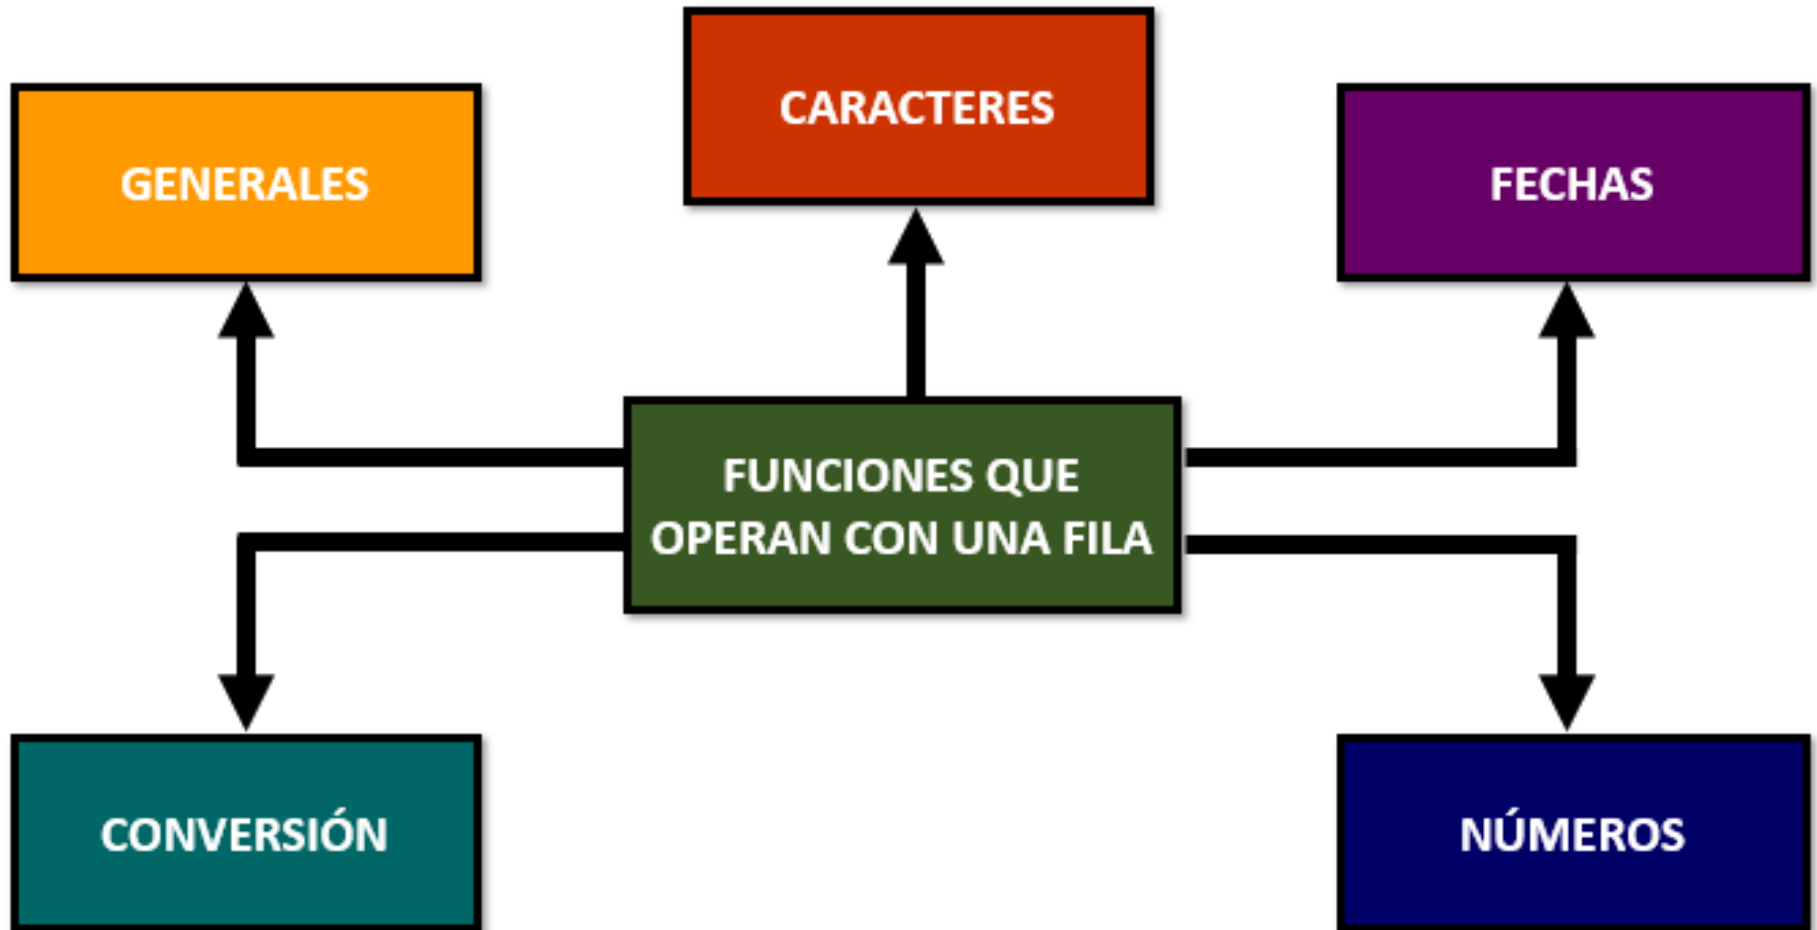 CARACTERES
GENERALES
FECHAS
FUNCIONES QUE
OPERAN CON UNA FILA
CONVERSIÓN
NÚMEROS